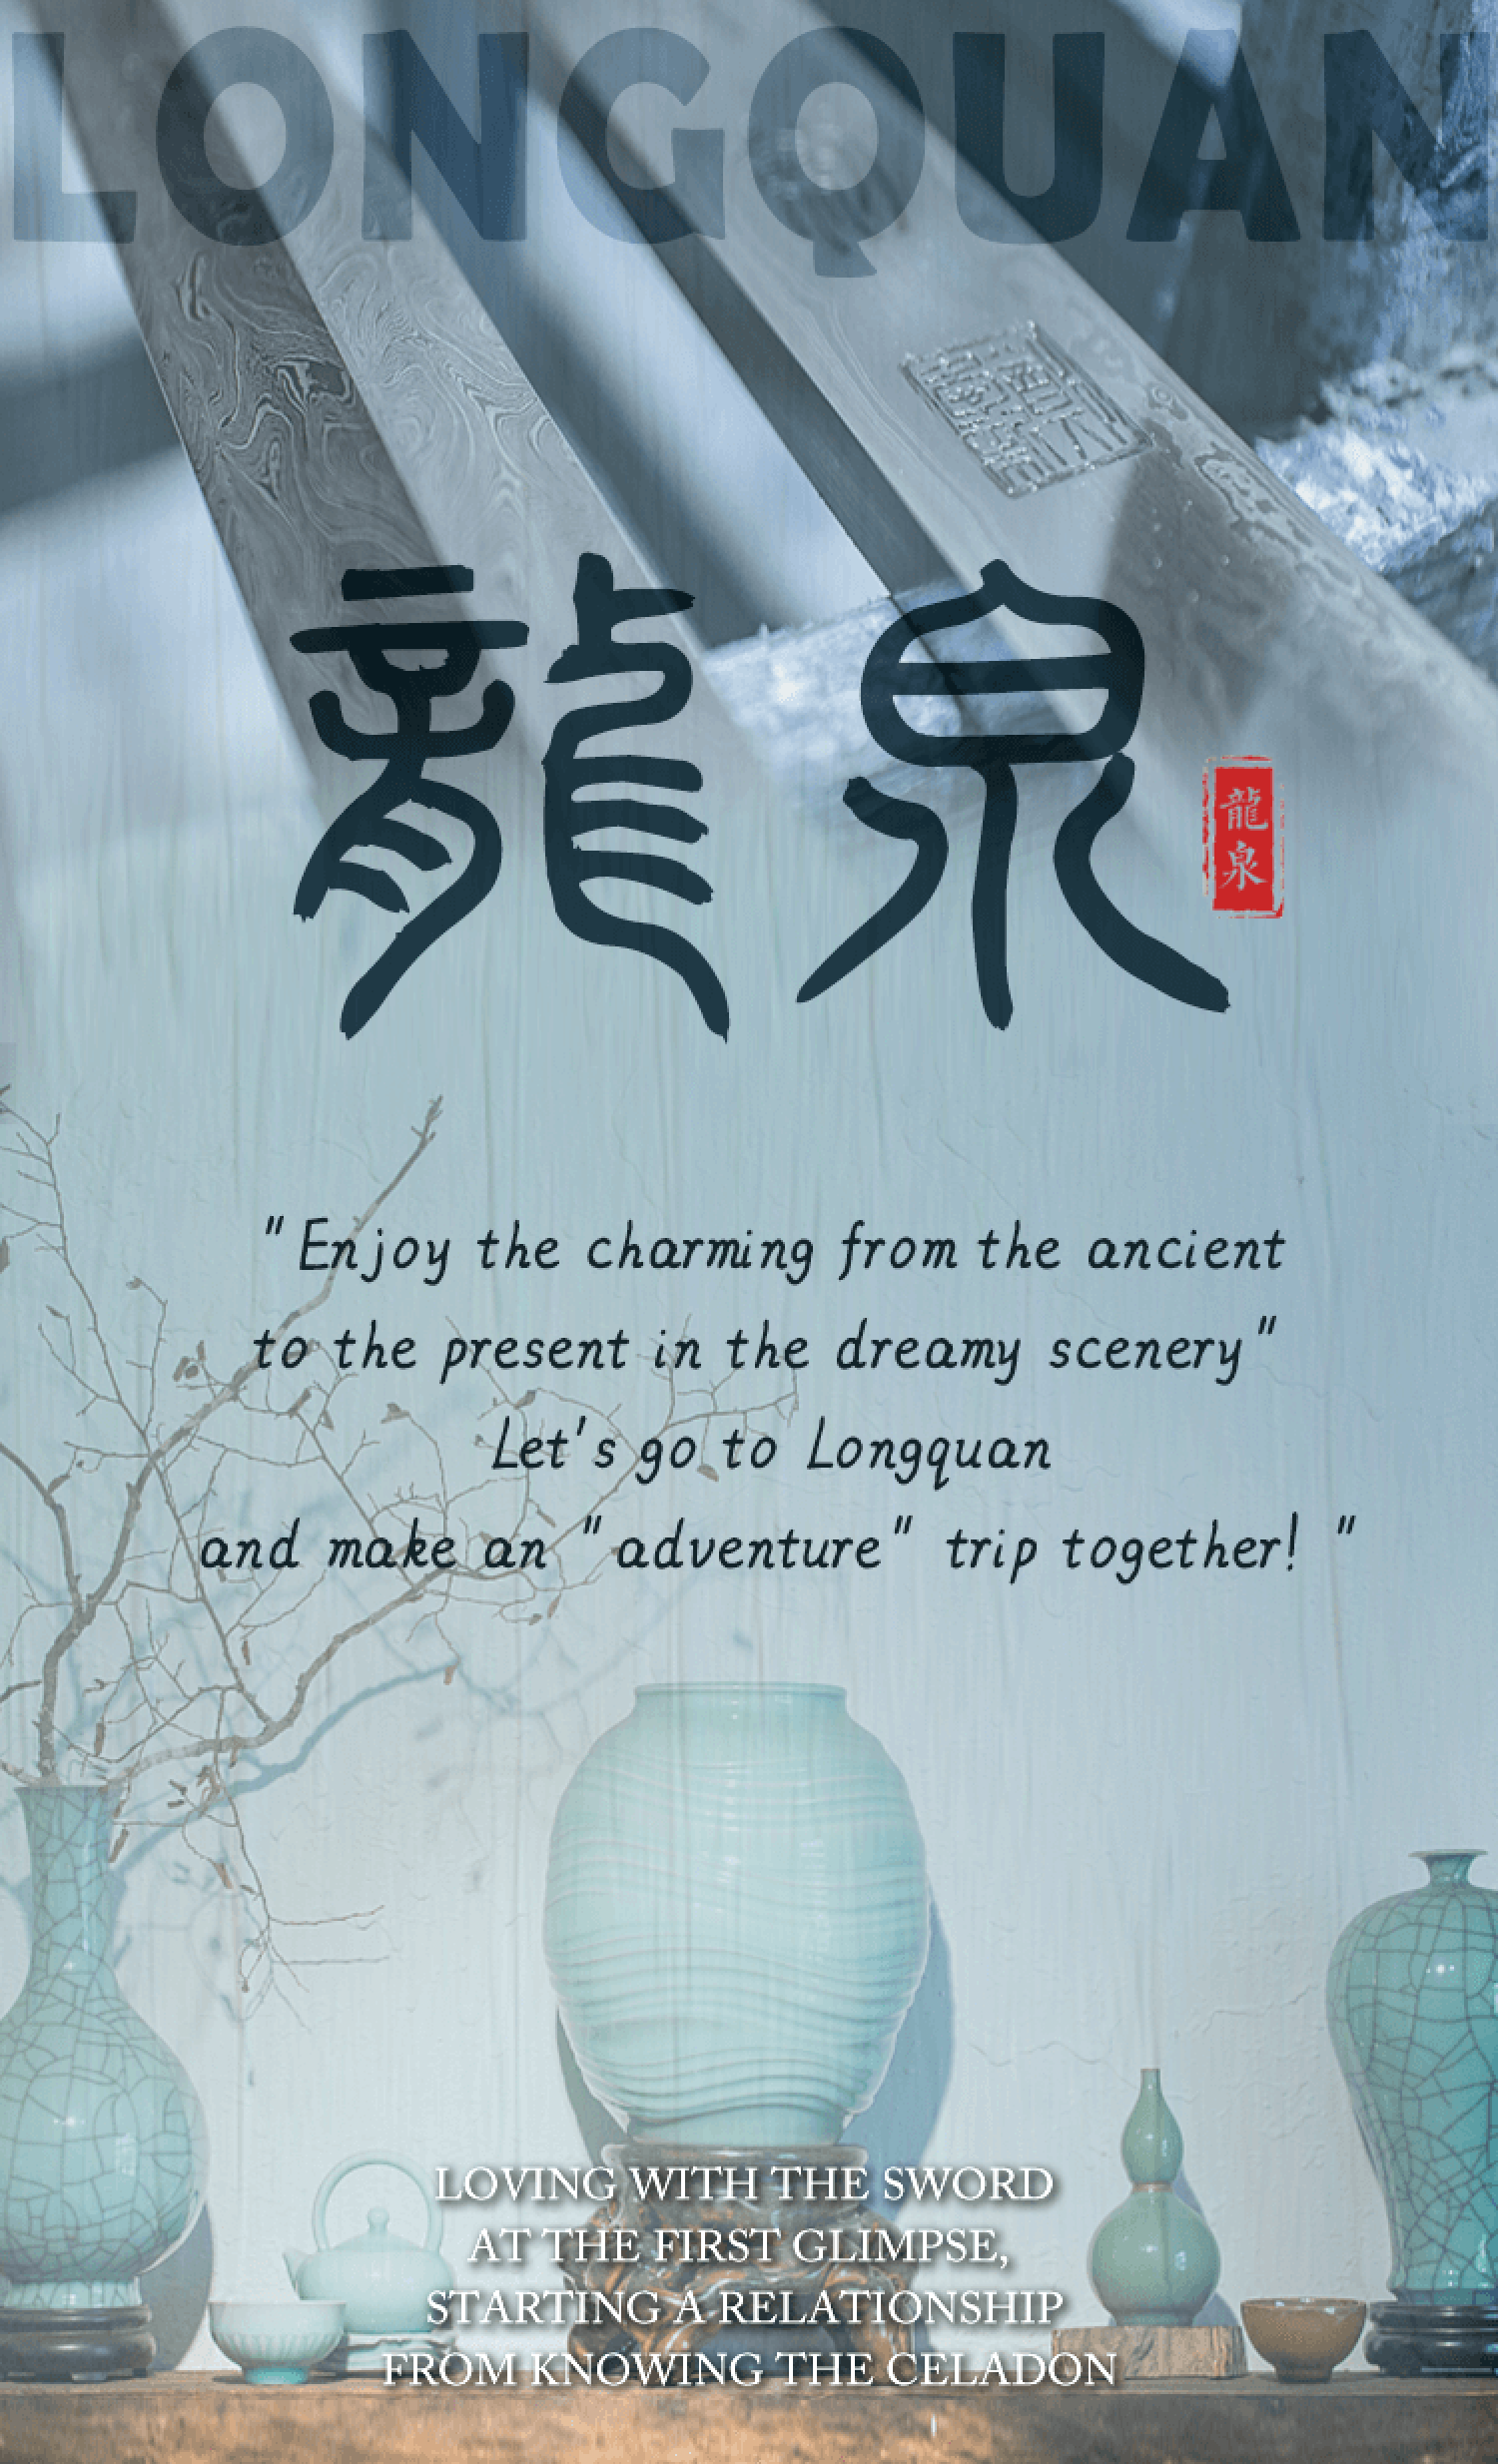 LONGQUAN
龍泉
龍泉
"Enjoy the charming from the ancient
to the present in the dreamy scenery"
Let's go to Longquan
and make an "adventure" trip together! "
LOVING WITH THE SWORD
AT THE FIRST GLIMPSE,
STARTING A RELATIONSHIP
FROM KNOWING THE CELADON